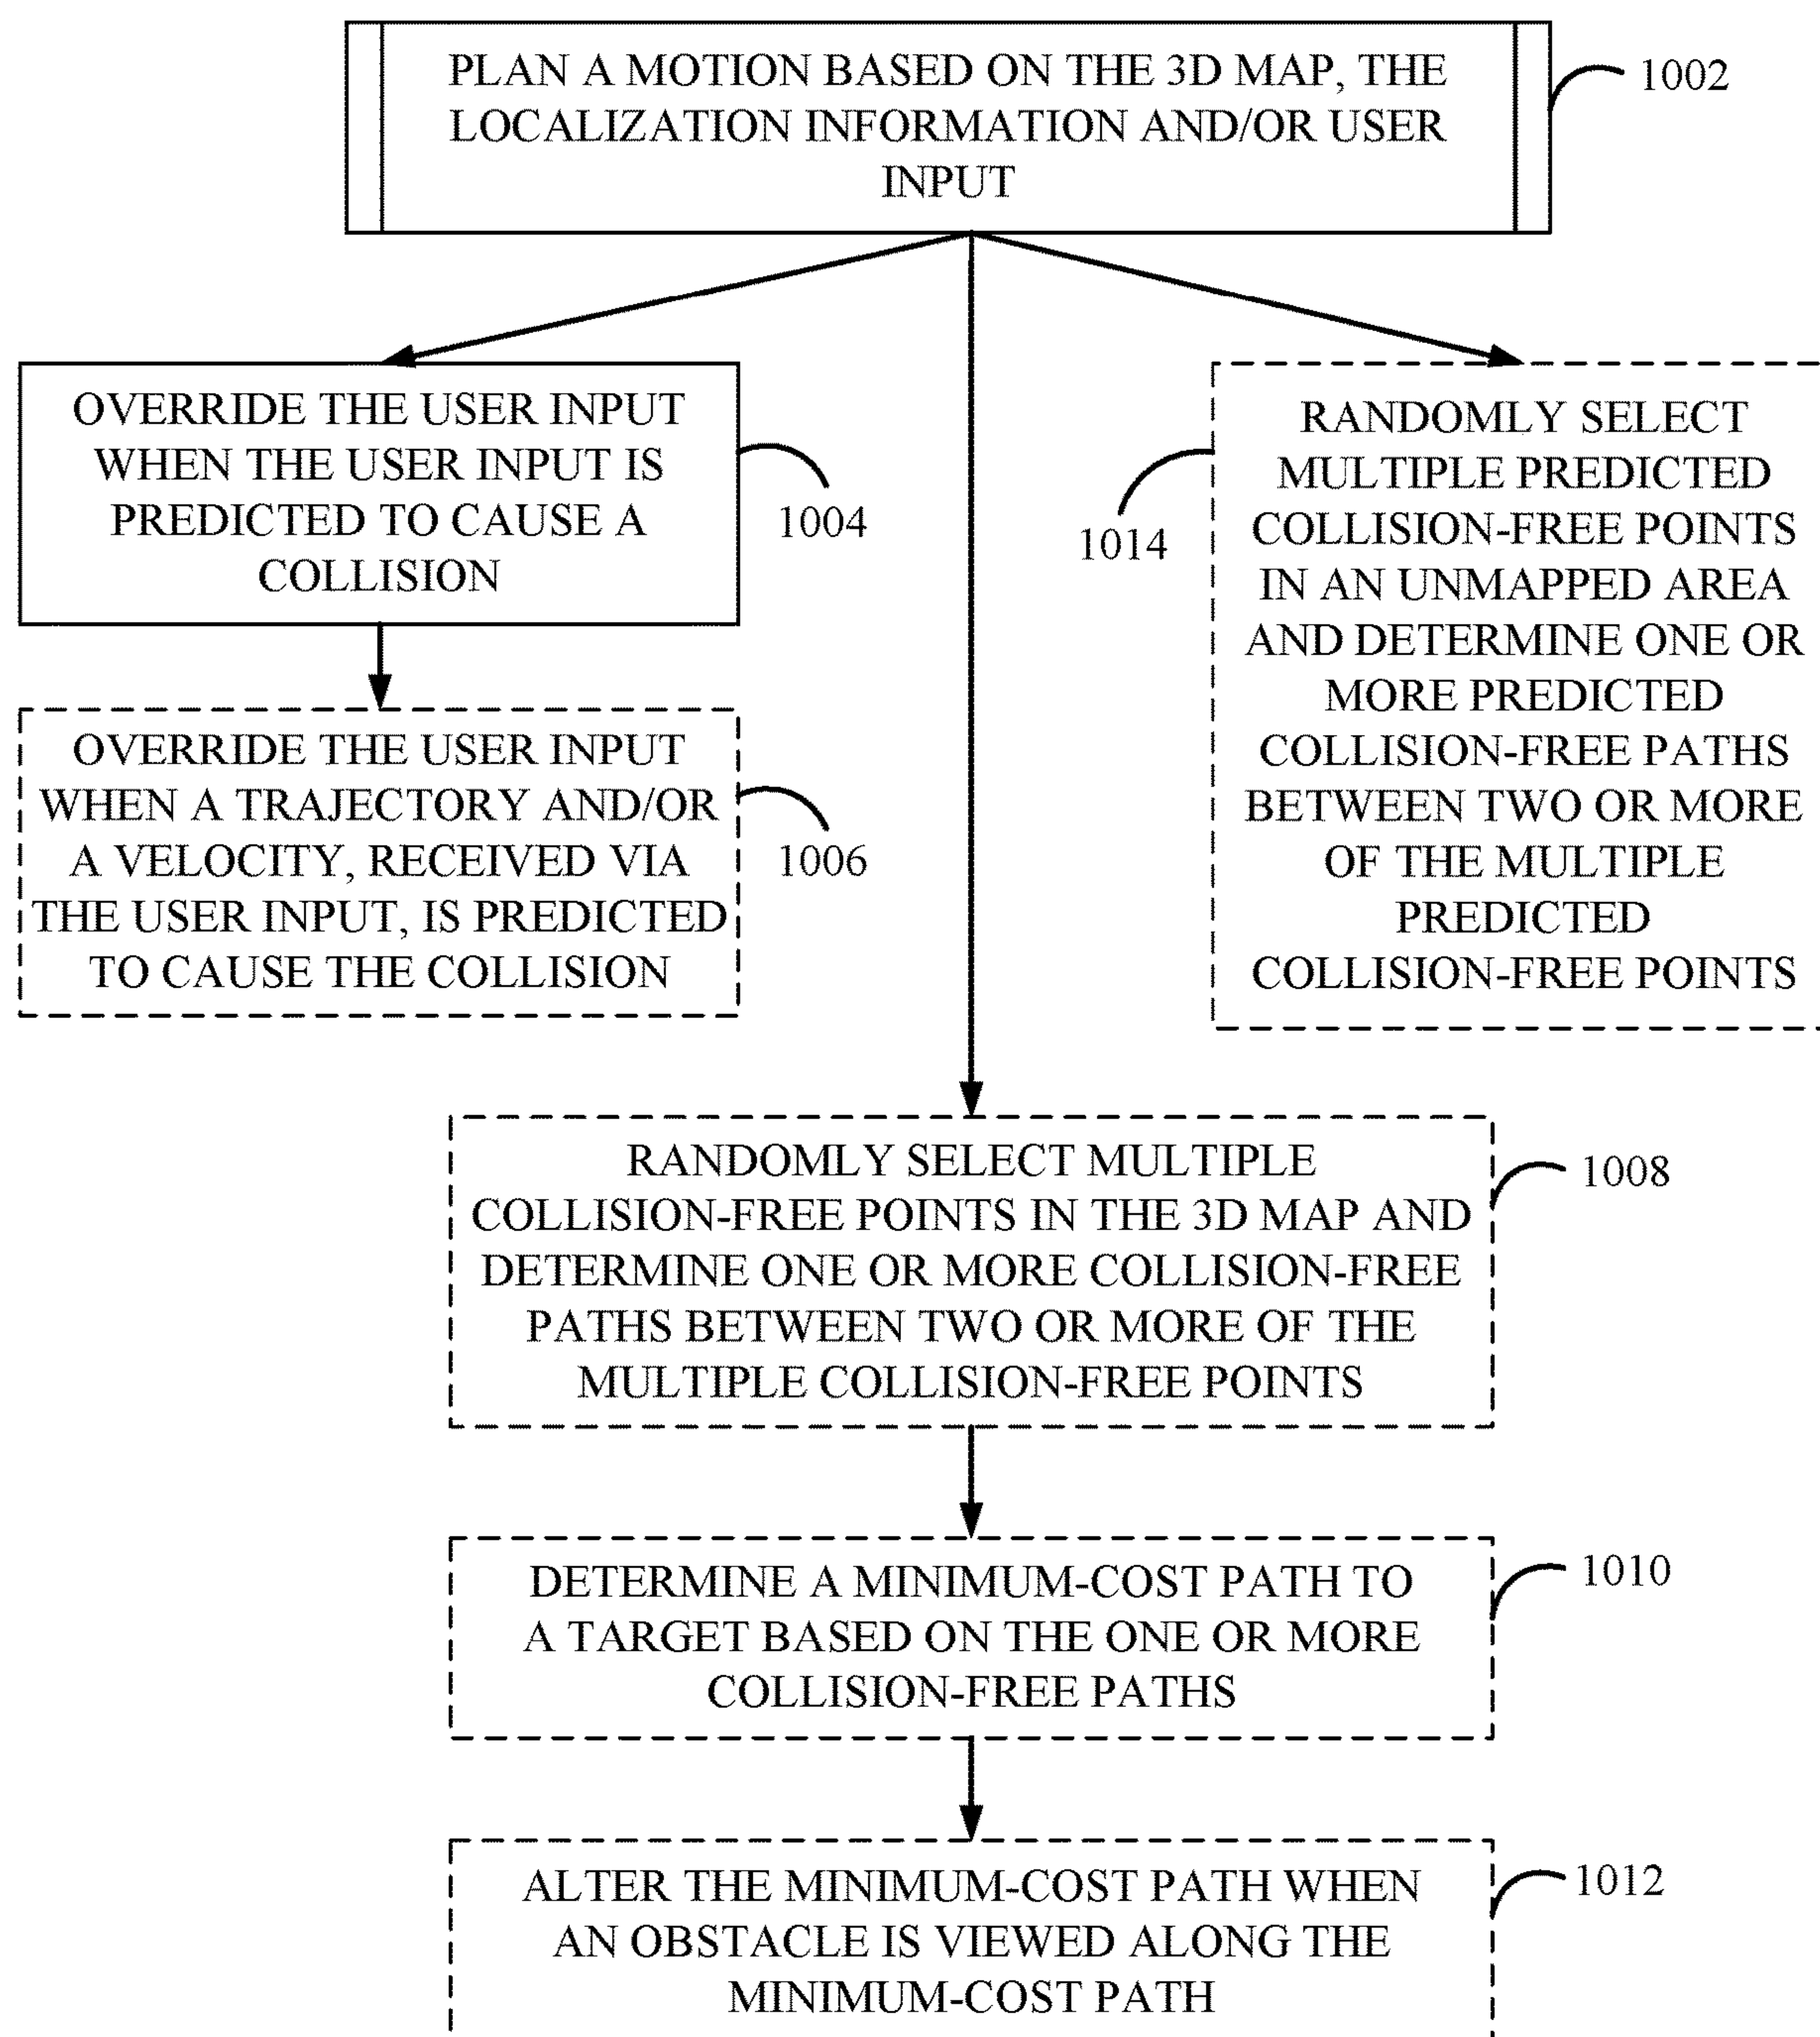 PLAN A MOTION BASED ON THE 3D MAP, THE
LOCALIZATION INFORMATION AND/OR USER
INPUT
1002
OVERRIDE THE USER INPUT
WHEN THE USER INPUT IS
PREDICTED TO CAUSE A
COLLISION
1004
OVERRIDE THE USER INPUT
WHEN A TRAJECTORY AND/OR
A VELOCITY, RECEIVED VIA
THE USER INPUT, IS PREDICTED
TO CAUSE THE COLLISION
1006
1014
RANDOMLY SELECT
MULTIPLE PREDICTED
COLLISION-FREE POINTS
IN AN UNMAPPED AREA
AND DETERMINE ONE OR
MORE PREDICTED
COLLISION-FREE PATHS
BETWEEN TWO OR MORE
OF THE MULTIPLE
PREDICTED
COLLISION-FREE POINTS
RANDOMLY SELECT MULTIPLE
COLLISION-FREE POINTS IN THE 3D MAP AND
DETERMINE ONE OR MORE COLLISION-FREE
PATHS BETWEEN TWO OR MORE OF THE
MULTIPLE COLLISION-FREE POINTS
1008
DETERMINE A MINIMUM-COST PATH TO
A TARGET BASED ON THE ONE OR MORE
COLLISION-FREE PATHS
1010
ALTER THE MINIMUM-COST PATH WHEN
AN OBSTACLE IS VIEWED ALONG THE
MINIMUM-COST PATH
1012